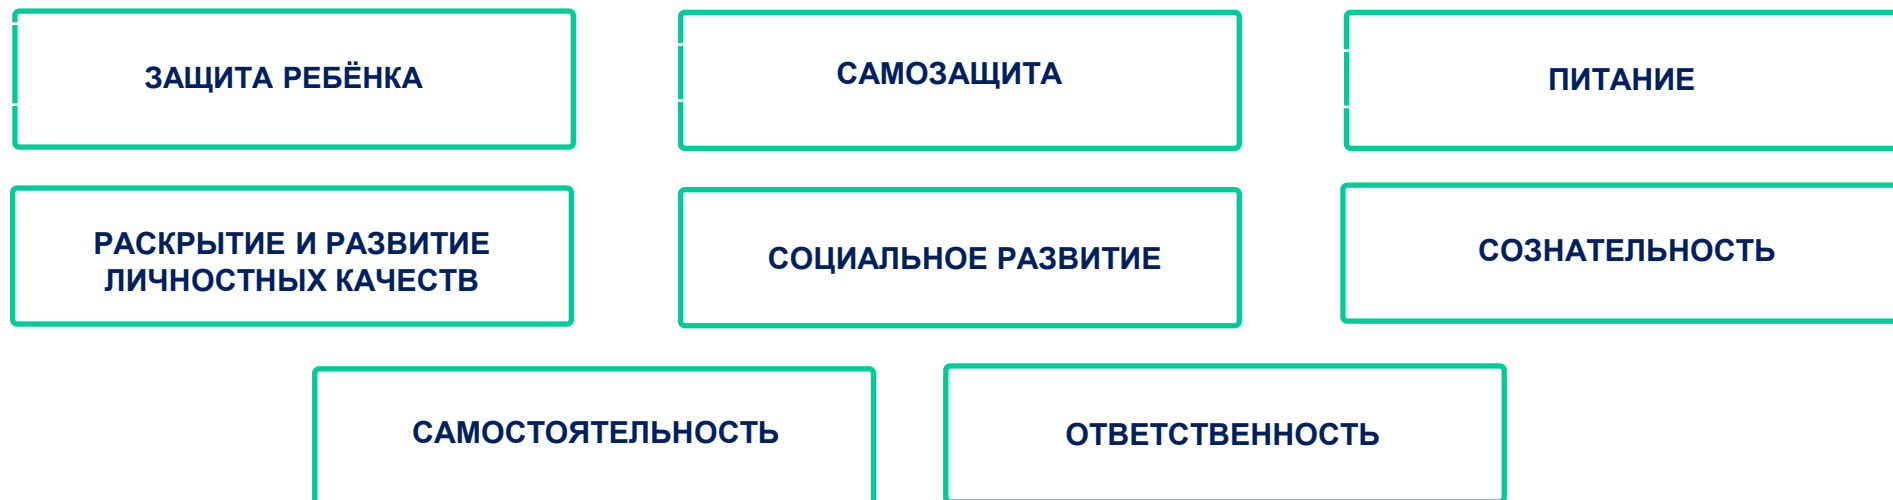 ЗАЩИТА РЕБЁНКА
САМОЗАЩИТА
ПИТАНИЕ
РАСКРЫТИЕ И РАЗВИТИЕ
ЛИЧНОСТНЫХ КАЧЕСТВ
СОЦИАЛЬНОЕ РАЗВИТИЕ
СОЗНАТЕЛЬНОСТЬ
САМОСТОЯТЕЛЬНОСТЬ
ОТВЕТСТВЕННОСТЬ